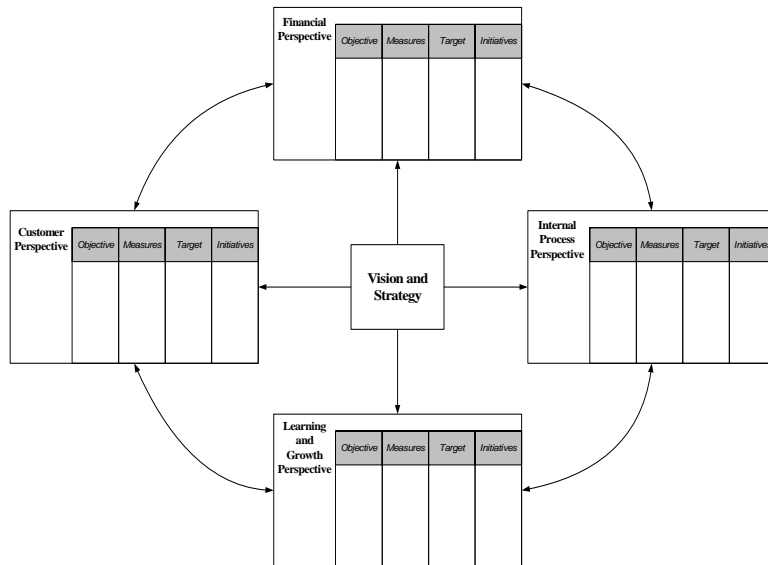 Financial
Perspective
Objective Measures Target Initiatives
Customer
Perspective
Objective Measures Target Initiatives
Vision and
Strategy
Internal
Process
Perspective
Objective Measures Target Initiatives
Learning
and
Growth
Perspective
Objective Measures Target Initiatives